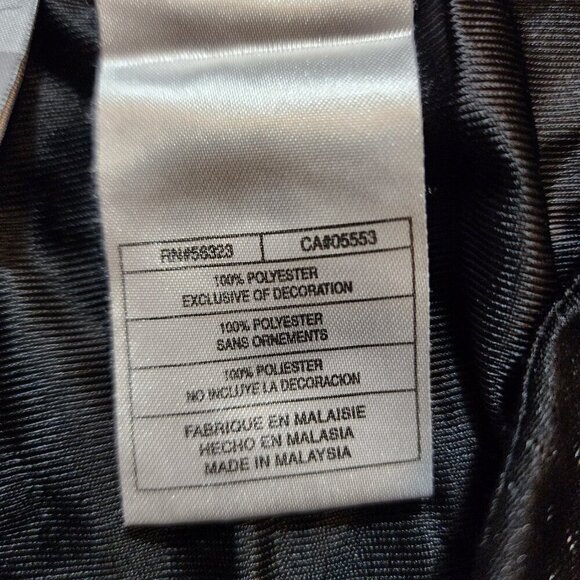 RN#56323 CA#05553
100% POLYESTER
EXCLUSIVE OF DECORATION
100% POLYESTER
SANS ORNEMENTS
100% POLIESTER
NO INCLUYE LA DECORACION
FABRIQUE EN MALAISIE
HECHO EN MALASIA
MADE IN MALAYSIA